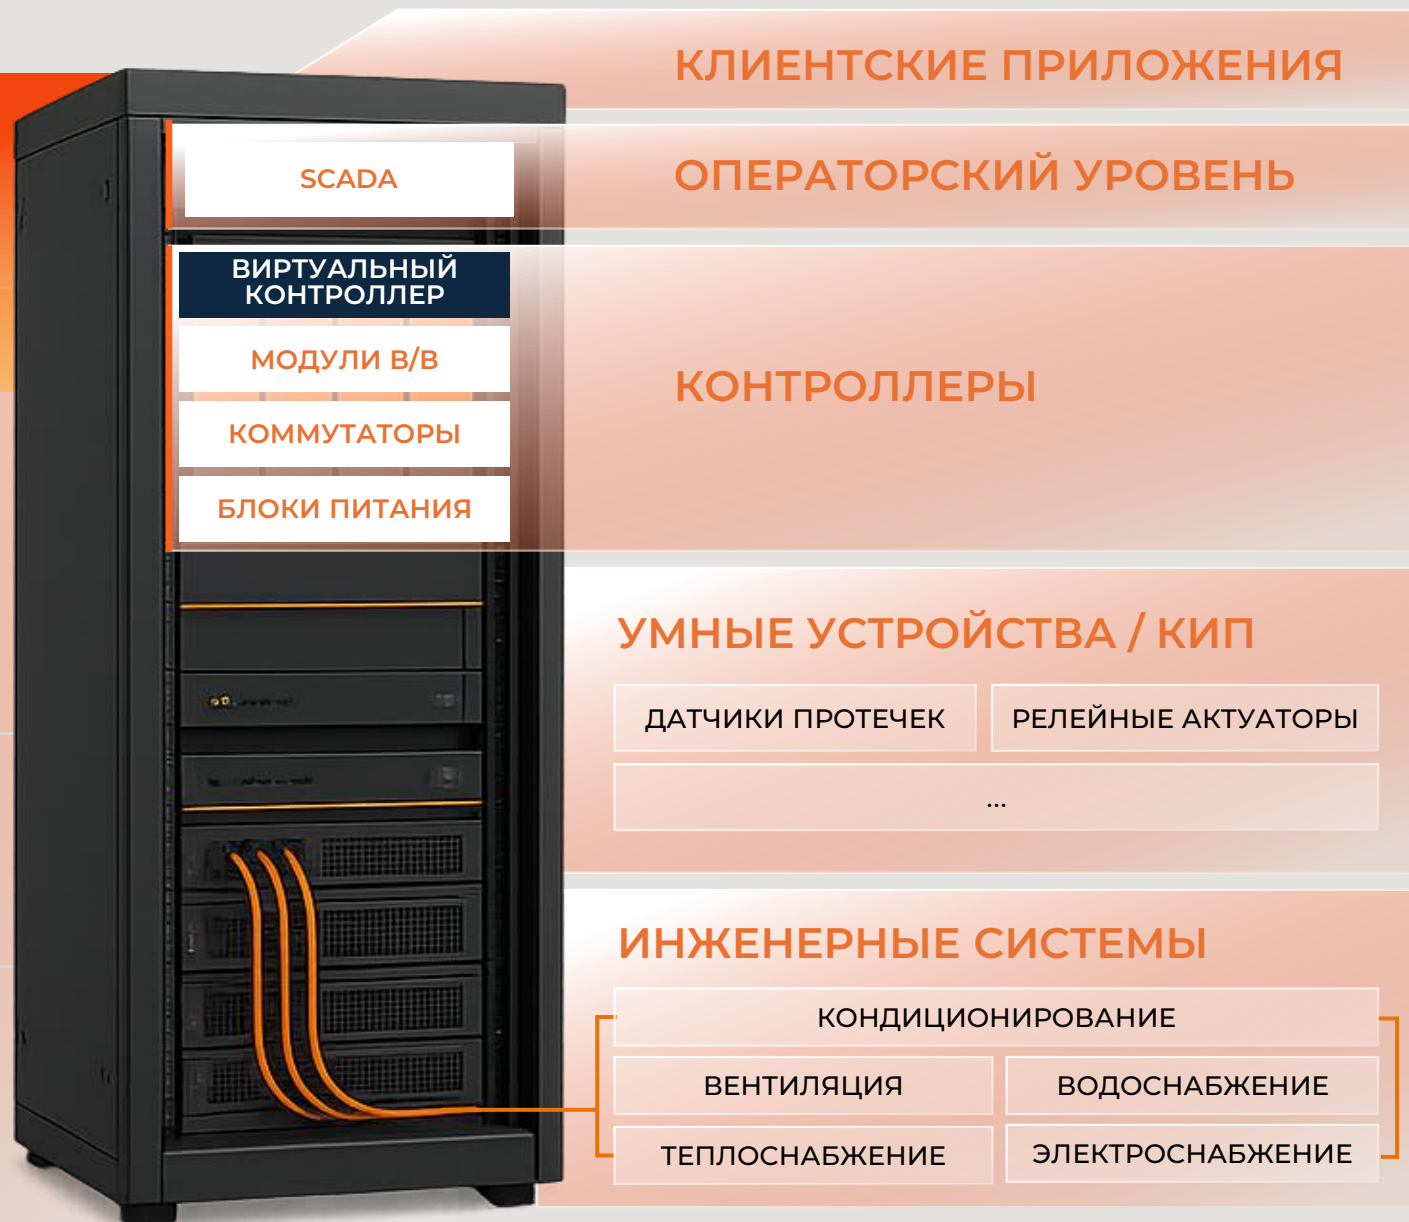 КЛИЕНТСКИЕ ПРИЛОЖЕНИЯ
SCADA
ОПЕРАТОРСКИЙ УРОВЕНЬ
ВИРТУАЛЬНЫЙ
КОНТРОЛЛЕР
МОДУЛИ В/В
КОММУТАТОРЫ
БЛОКИ ПИТАНИЯ
КОНТРОЛЛЕРЫ
УМНЫЕ УСТРОЙСТВА / КИП
ДАТЧИКИ ПРОТЕЧЕК
РЕЛЕЙНЫЕ АКТУАТОРЫ
...
ИНЖЕНЕРНЫЕ СИСТЕМЫ
КОНДИЦИОНИРОВАНИЕ
ВЕНТИЛЯЦИЯ
ВОДОСНАБЖЕНИЕ
ТЕПЛОСНАБЖЕНИЕ
ЭЛЕКТРОСНАБЖЕНИЕ